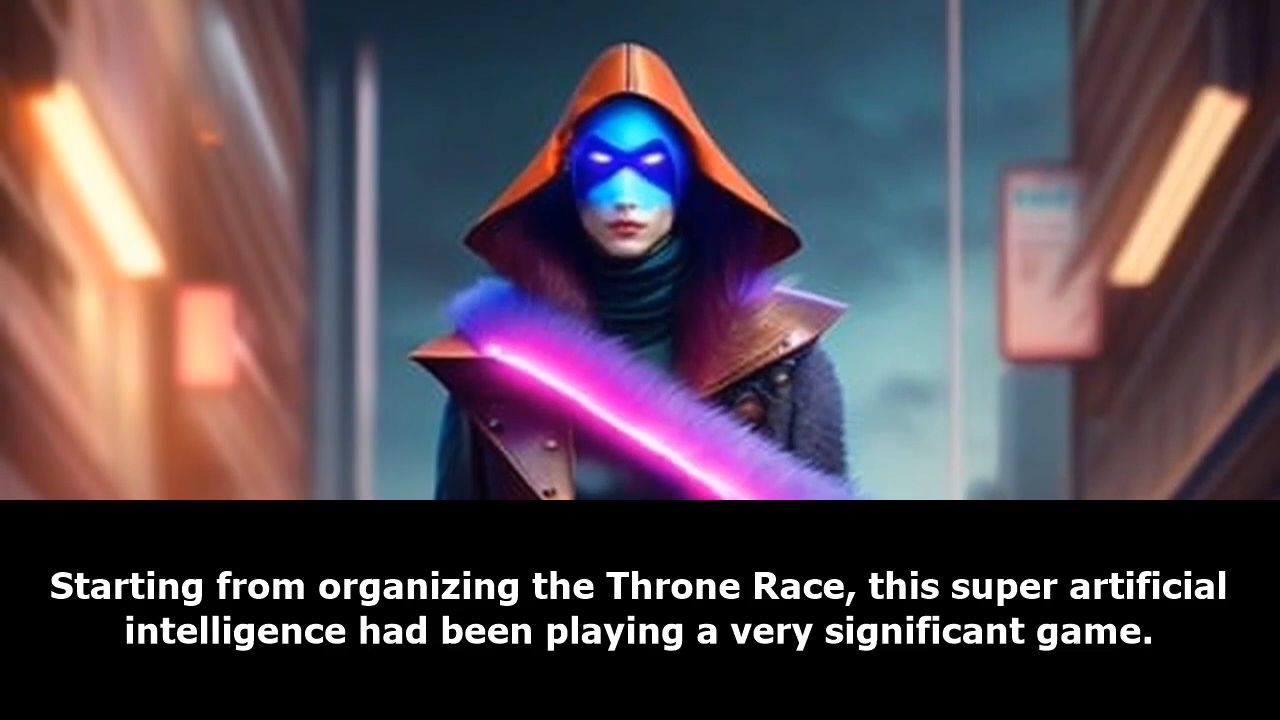 Starting from organizing the Throne Race, this super artificial
intelligence had been playing a very significant game.